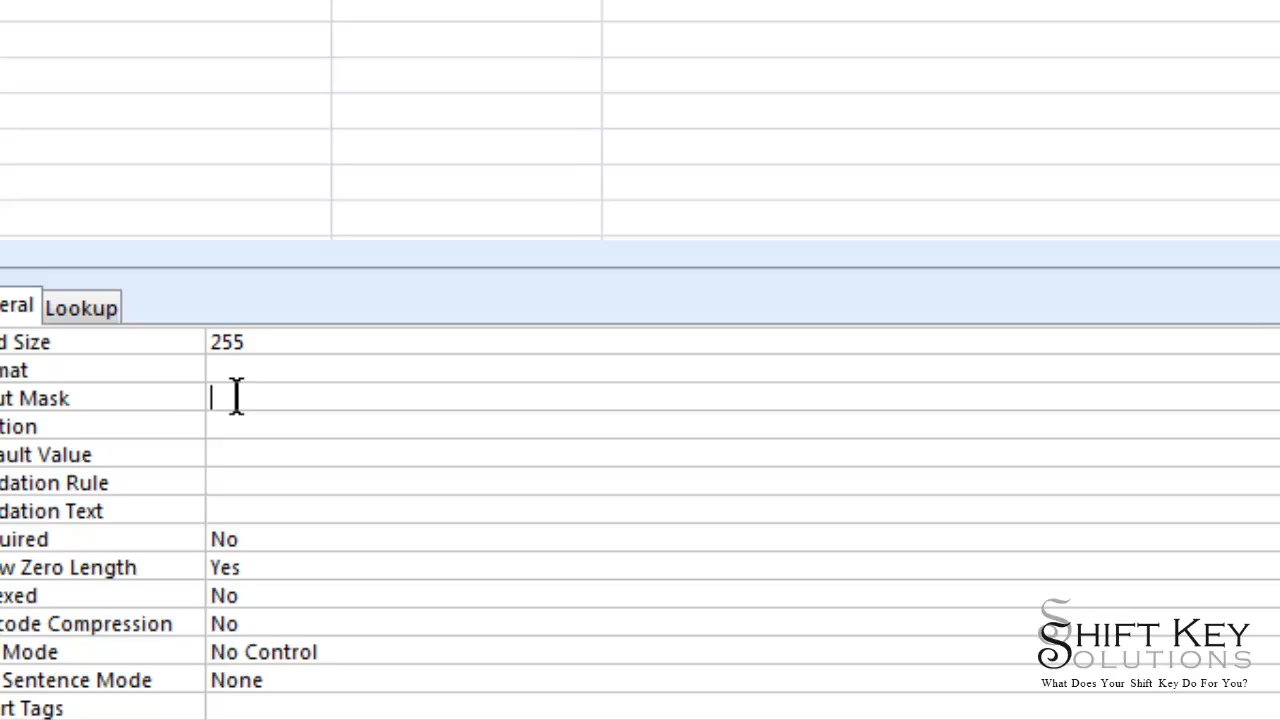 eral Lookup
d Size 255
mat
ut Mask
tion
ault Value
dation Rule
dation Text
uired No
w Zero Length Yes
exed No
code Compression No
Mode No Control
Sentence Mode None
rt Tags
SHIFT KEY
SOLUTIONS
What Does Your Shift Key Do For You?